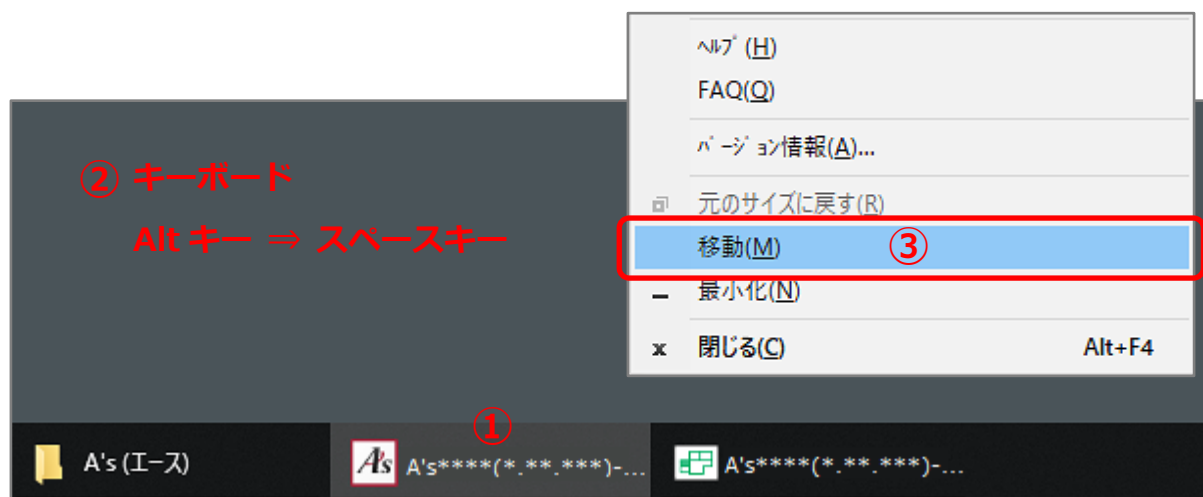 ﾍﾙﾌﾟ(H)
FAQ(Q)
ﾊﾞｰｼﾞｮﾝ情報(A)...
元のサイズに戻す(R)
移動(M)
③
最小化(N)
閉じる(C) Alt+F4
② キーボード
Alt キー ⇒ スペースキー
①
A's (エース)
A's
A's****(*.**.***)-...
A's****(*.**.***)-...